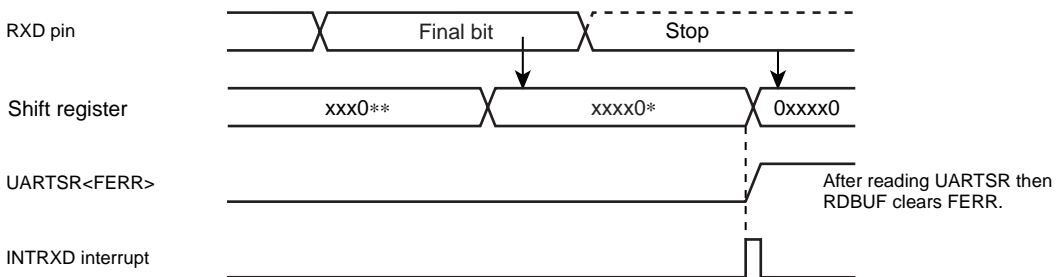 RXD pin
Final bit
Stop
Shift register
xxx0**
xxxx0*
0xxxx0
UARTSR<FERR>
After reading UARTSR then
RDBUF clears FERR.
INTRXD interrupt